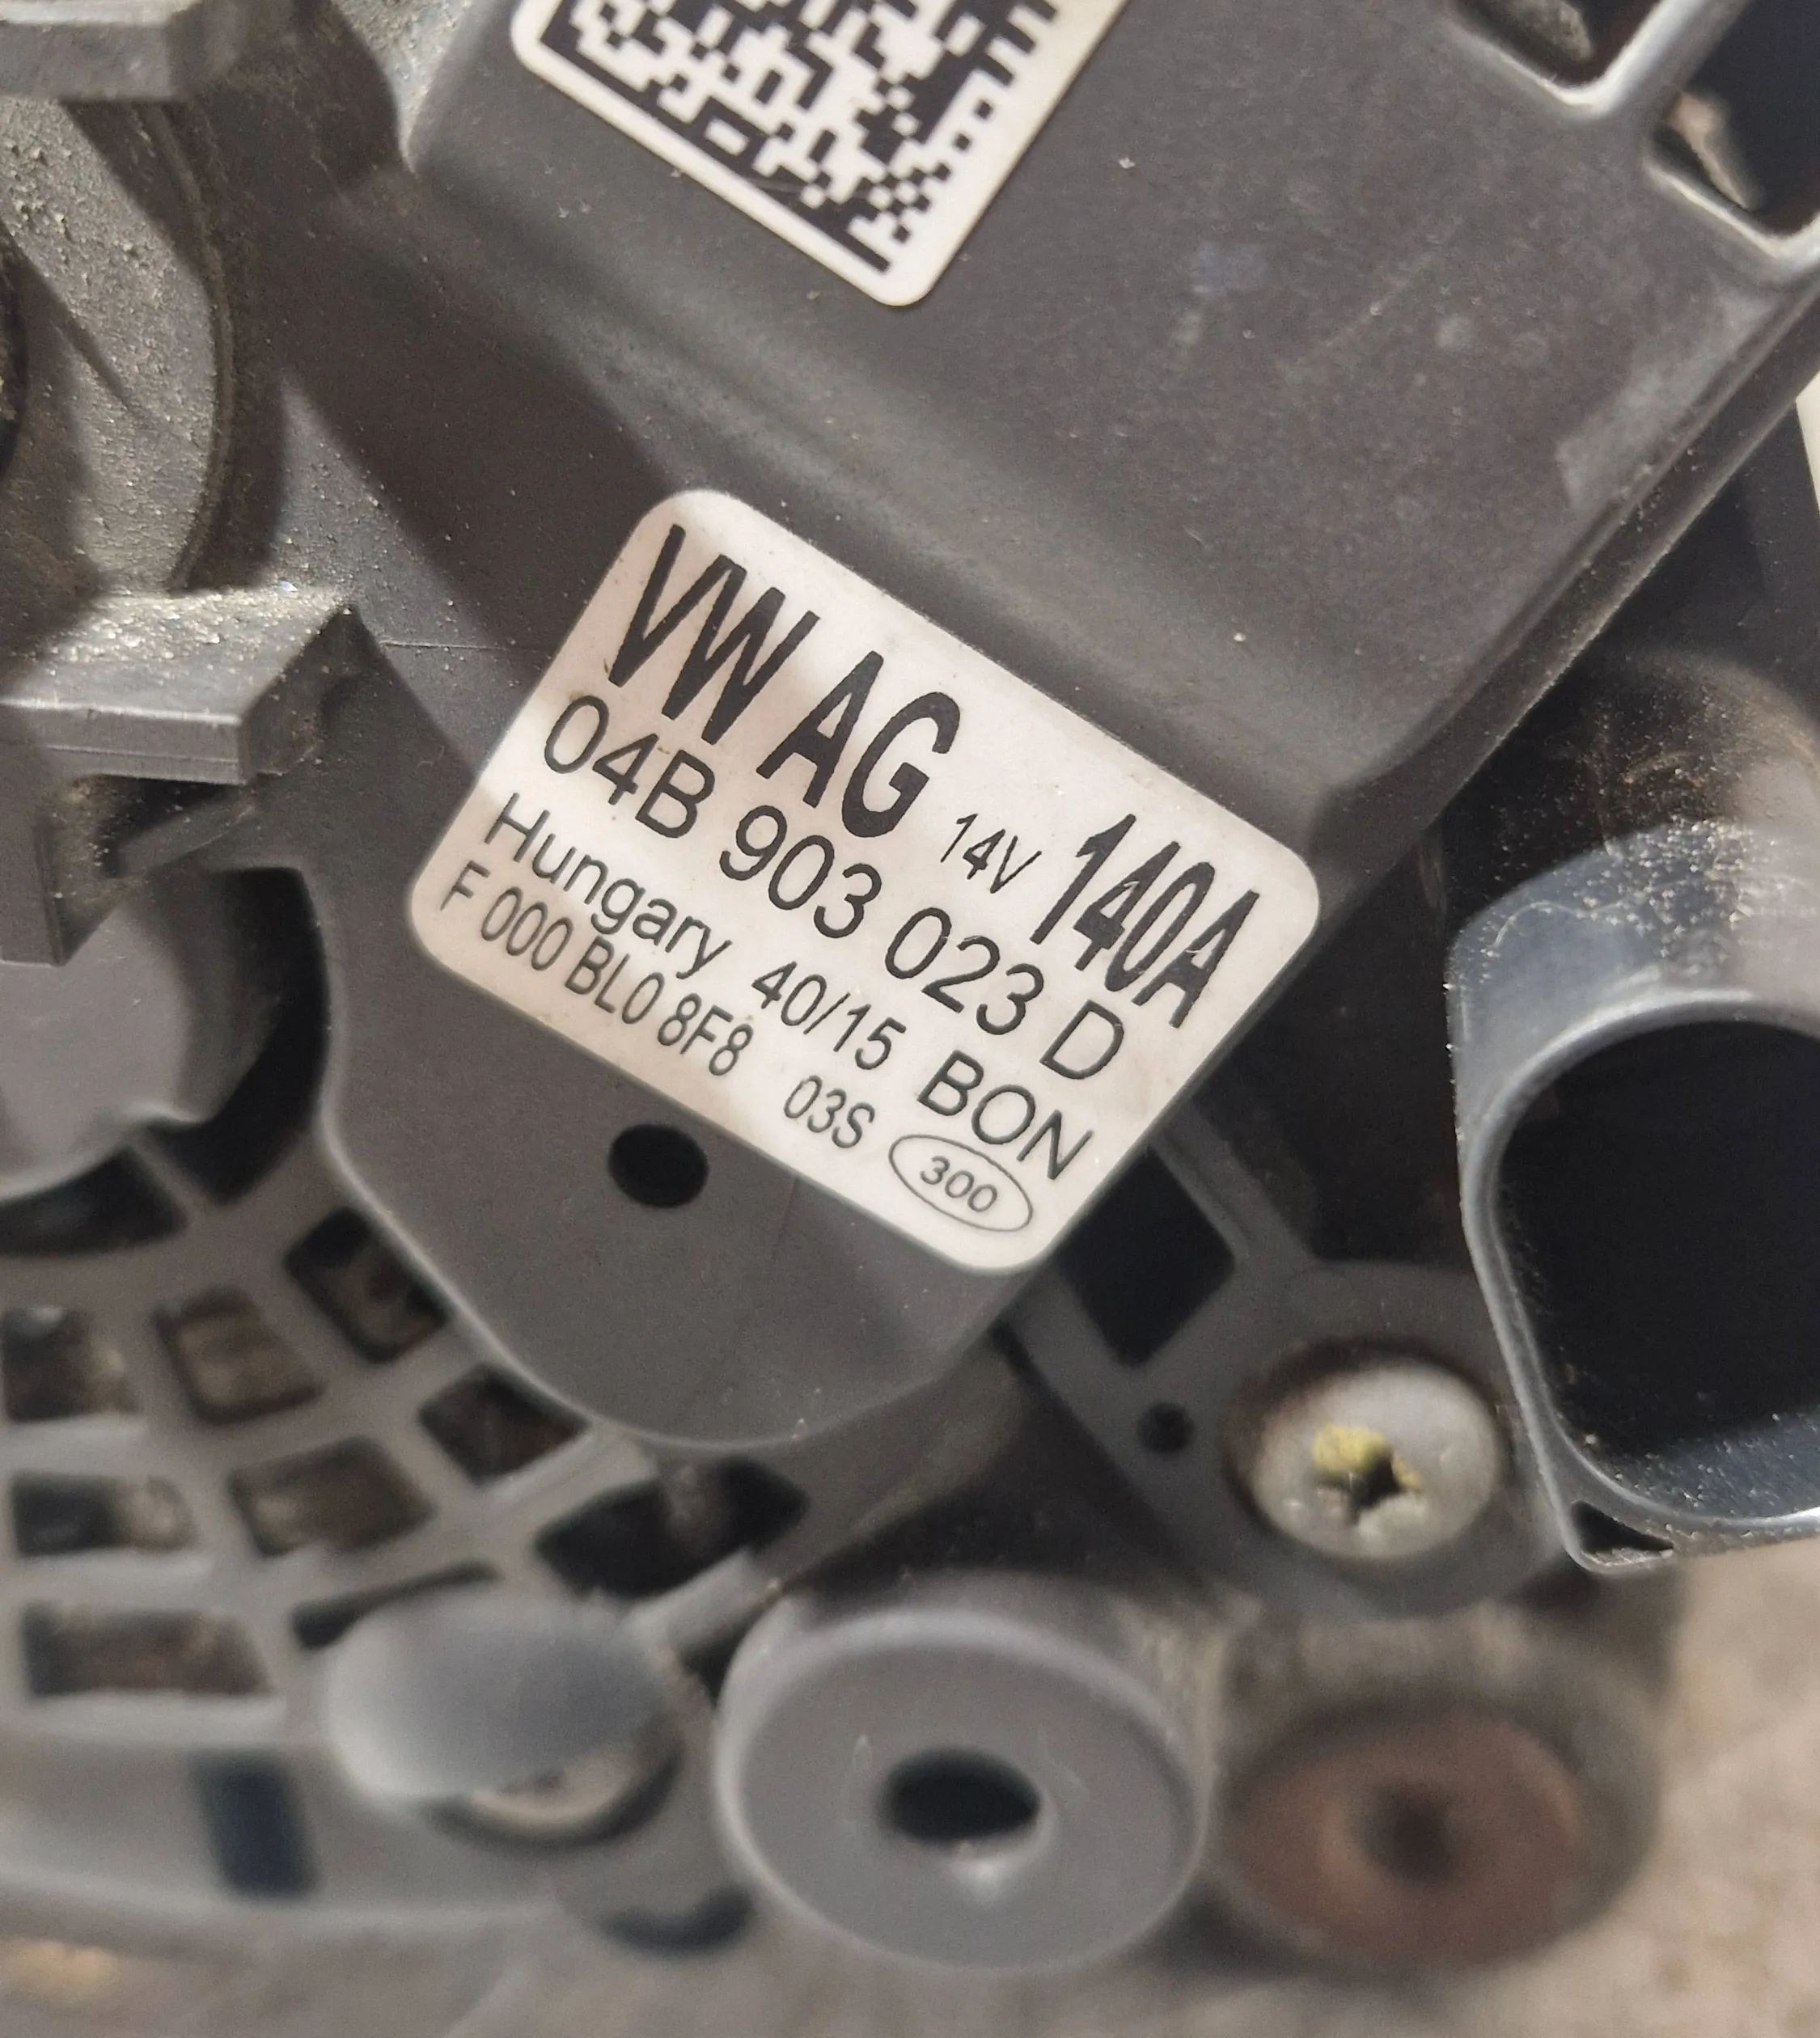 VW AG 14V 140A
04B 903 023 D
Hungary 40/15 BON
F 000 BL0 8F8 03S 300